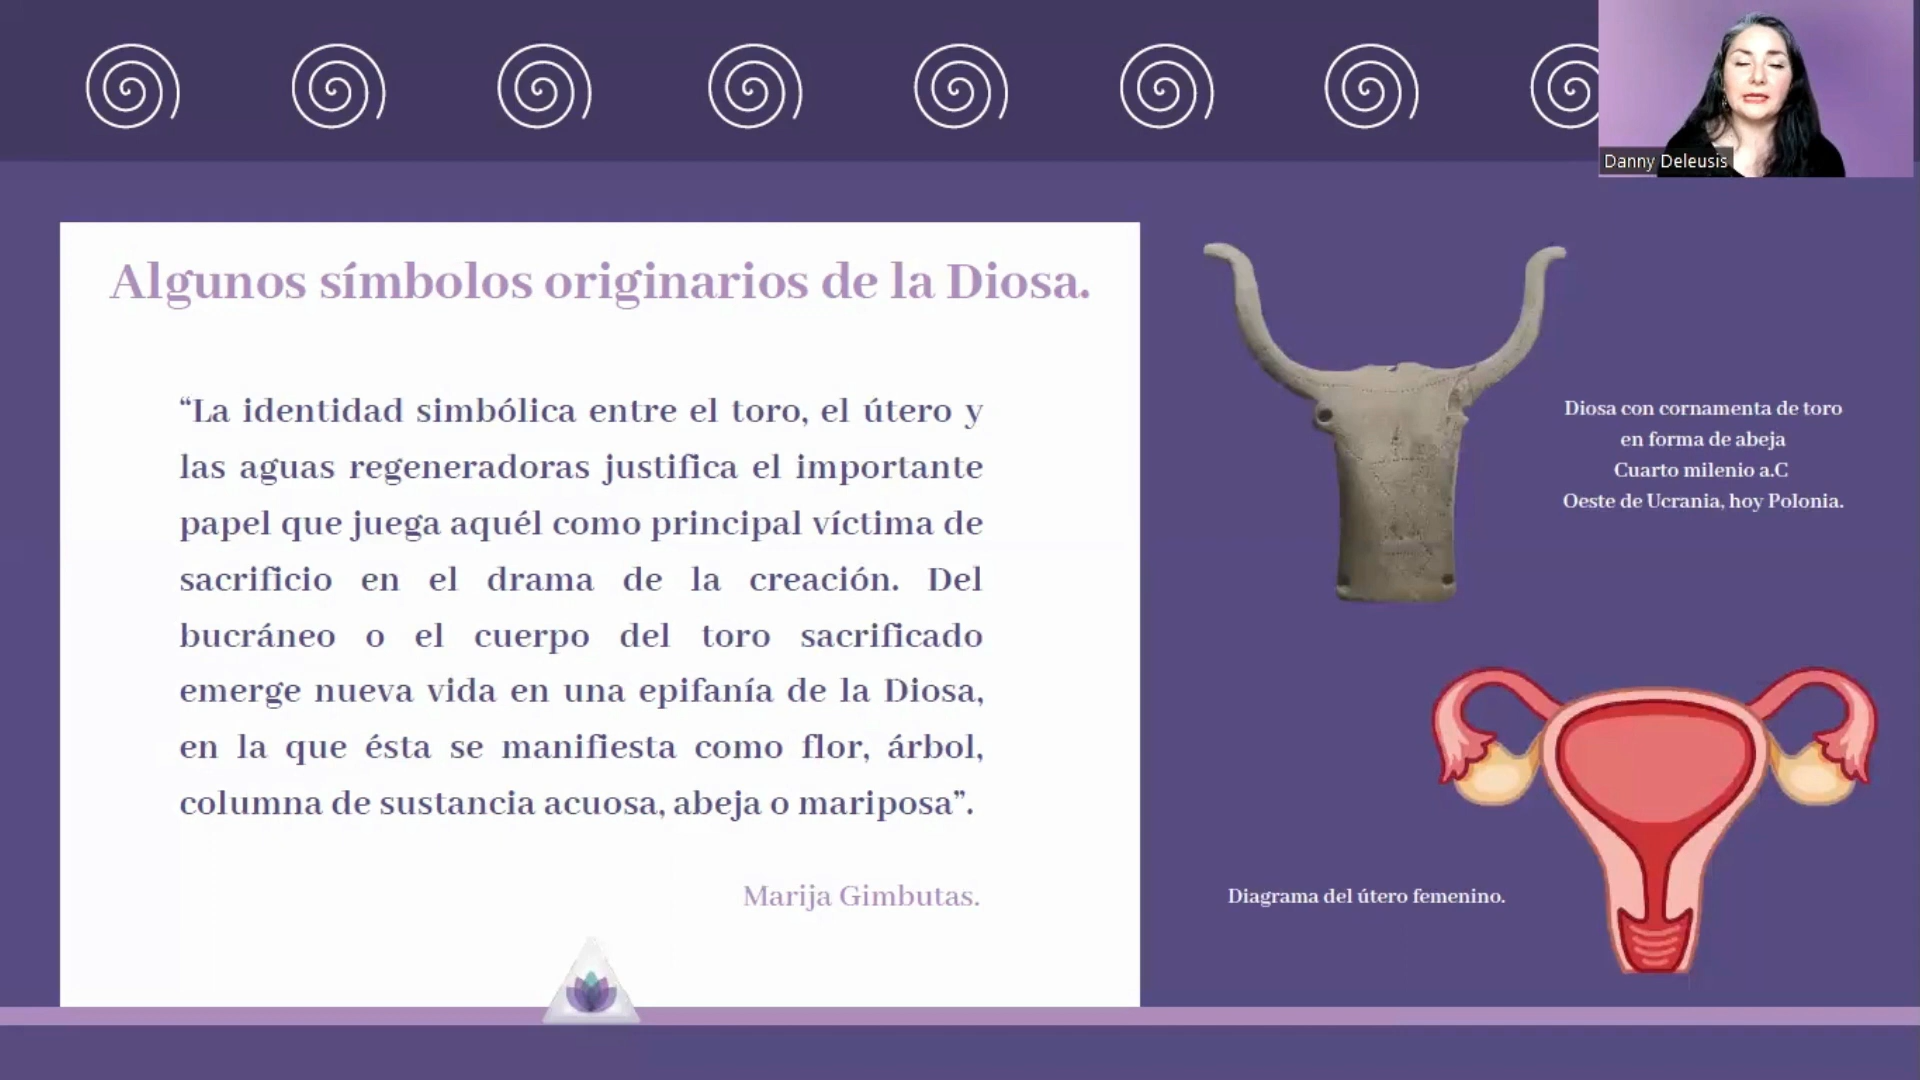 Danny Deleusis
Algunos símbolos originarios de la Diosa.
“La identidad simbólica entre el toro, el útero y
las aguas regeneradoras justifica el importante
papel que juega aquél como principal víctima de
sacrificio en el drama de la creación. Del
bucráneo o el cuerpo del toro sacrificado
emerge nueva vida en una epifanía de la Diosa,
en la que ésta se manifiesta como flor, árbol,
columna de sustancia acuosa, abeja o mariposa”.
Marija Gimbutas.
Diosa con cornamenta de toro
en forma de abeja
Cuarto milenio a.C
Oeste de Ucrania, hoy Polonia.
Diagrama del útero femenino.